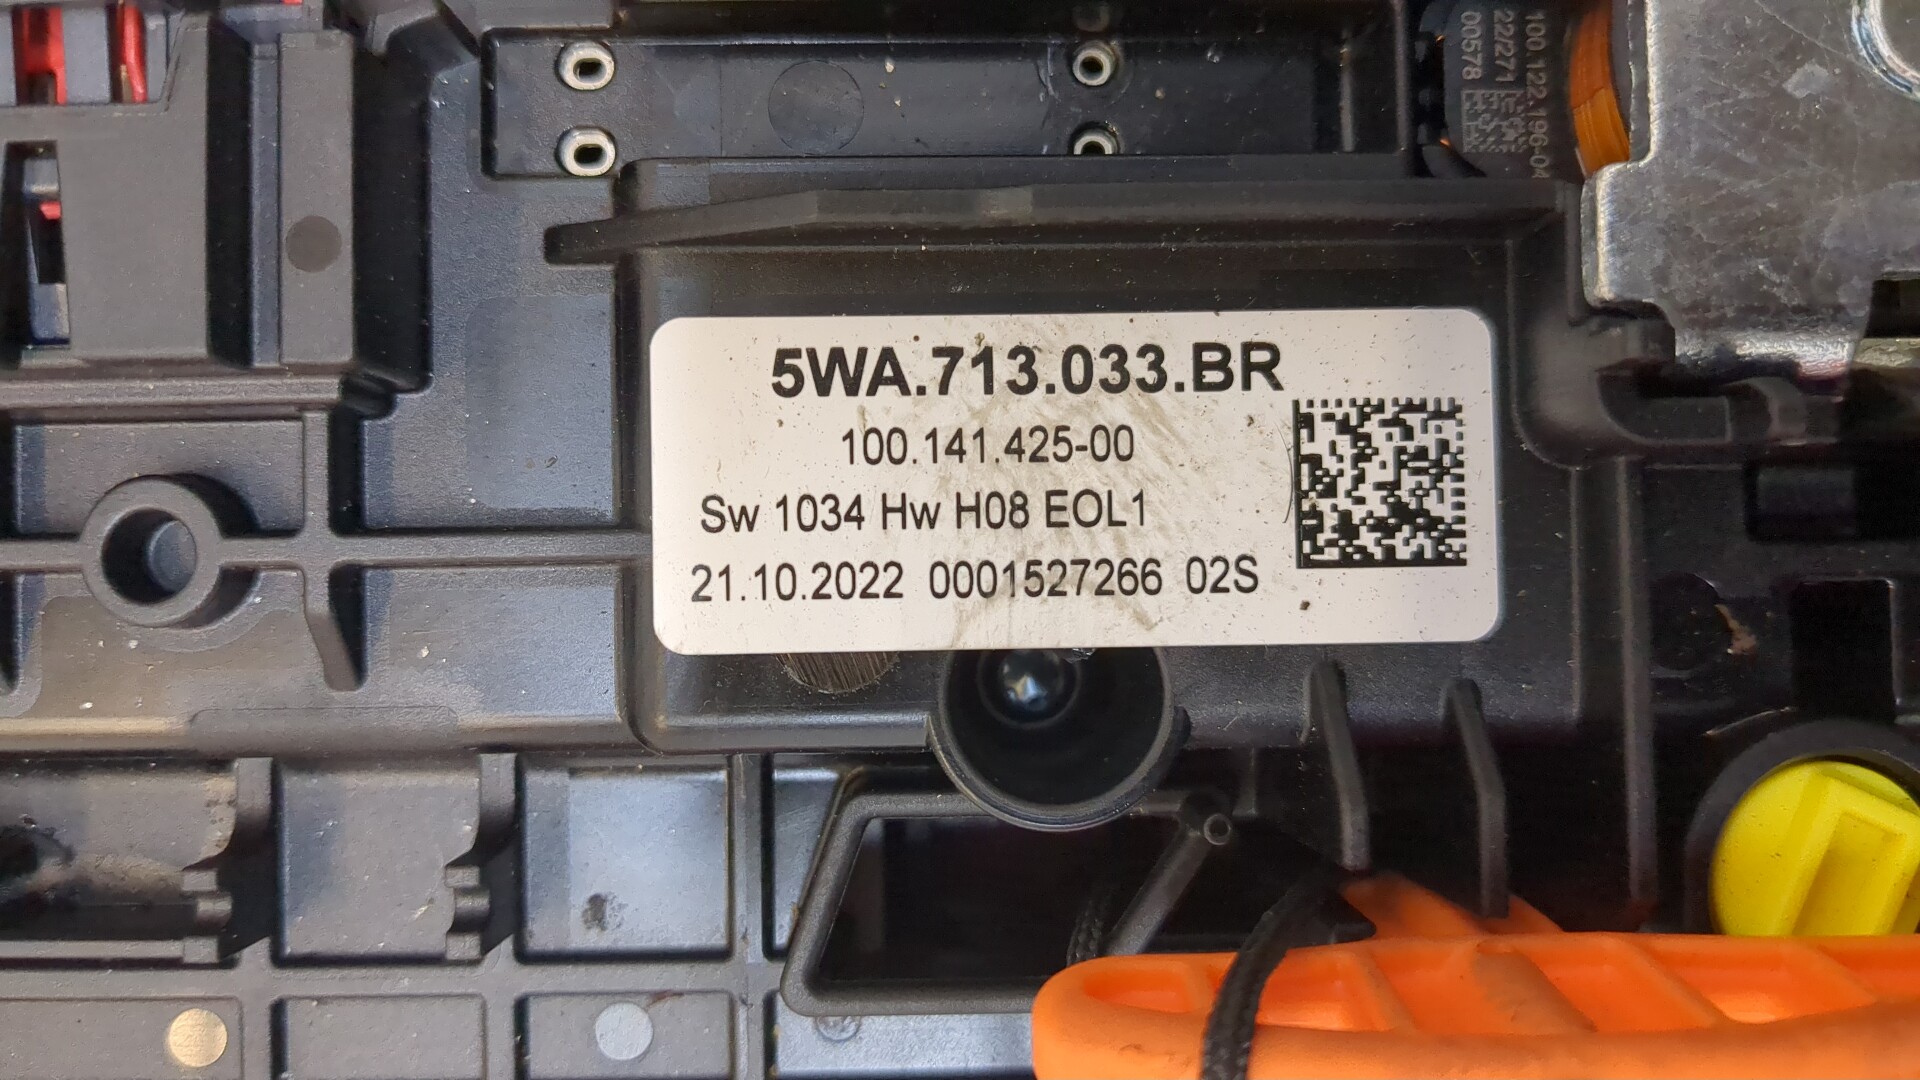 100 122.196-04
22/271
00578
5WA.713.033.BR
100.141.425-00
Sw 1034 Hw H08 EOL1
21.10.2022 0001527266 02S